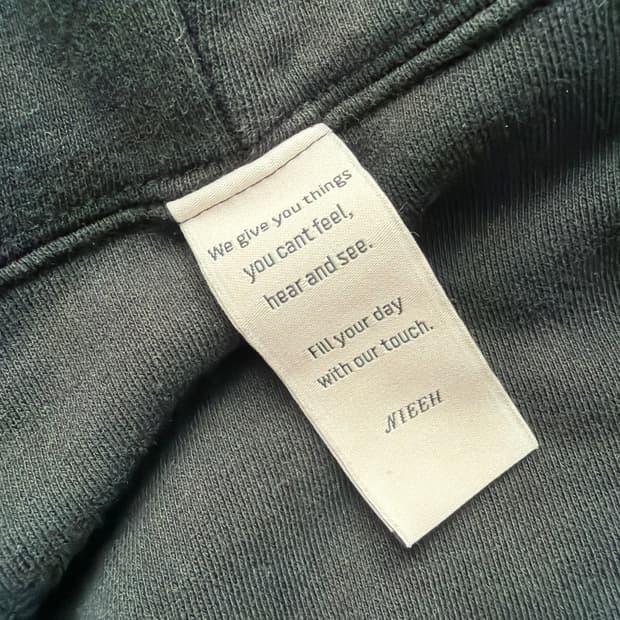 We give you things
you cant feel,
hear and see.
Fill your day
with our touch.
NIEEH